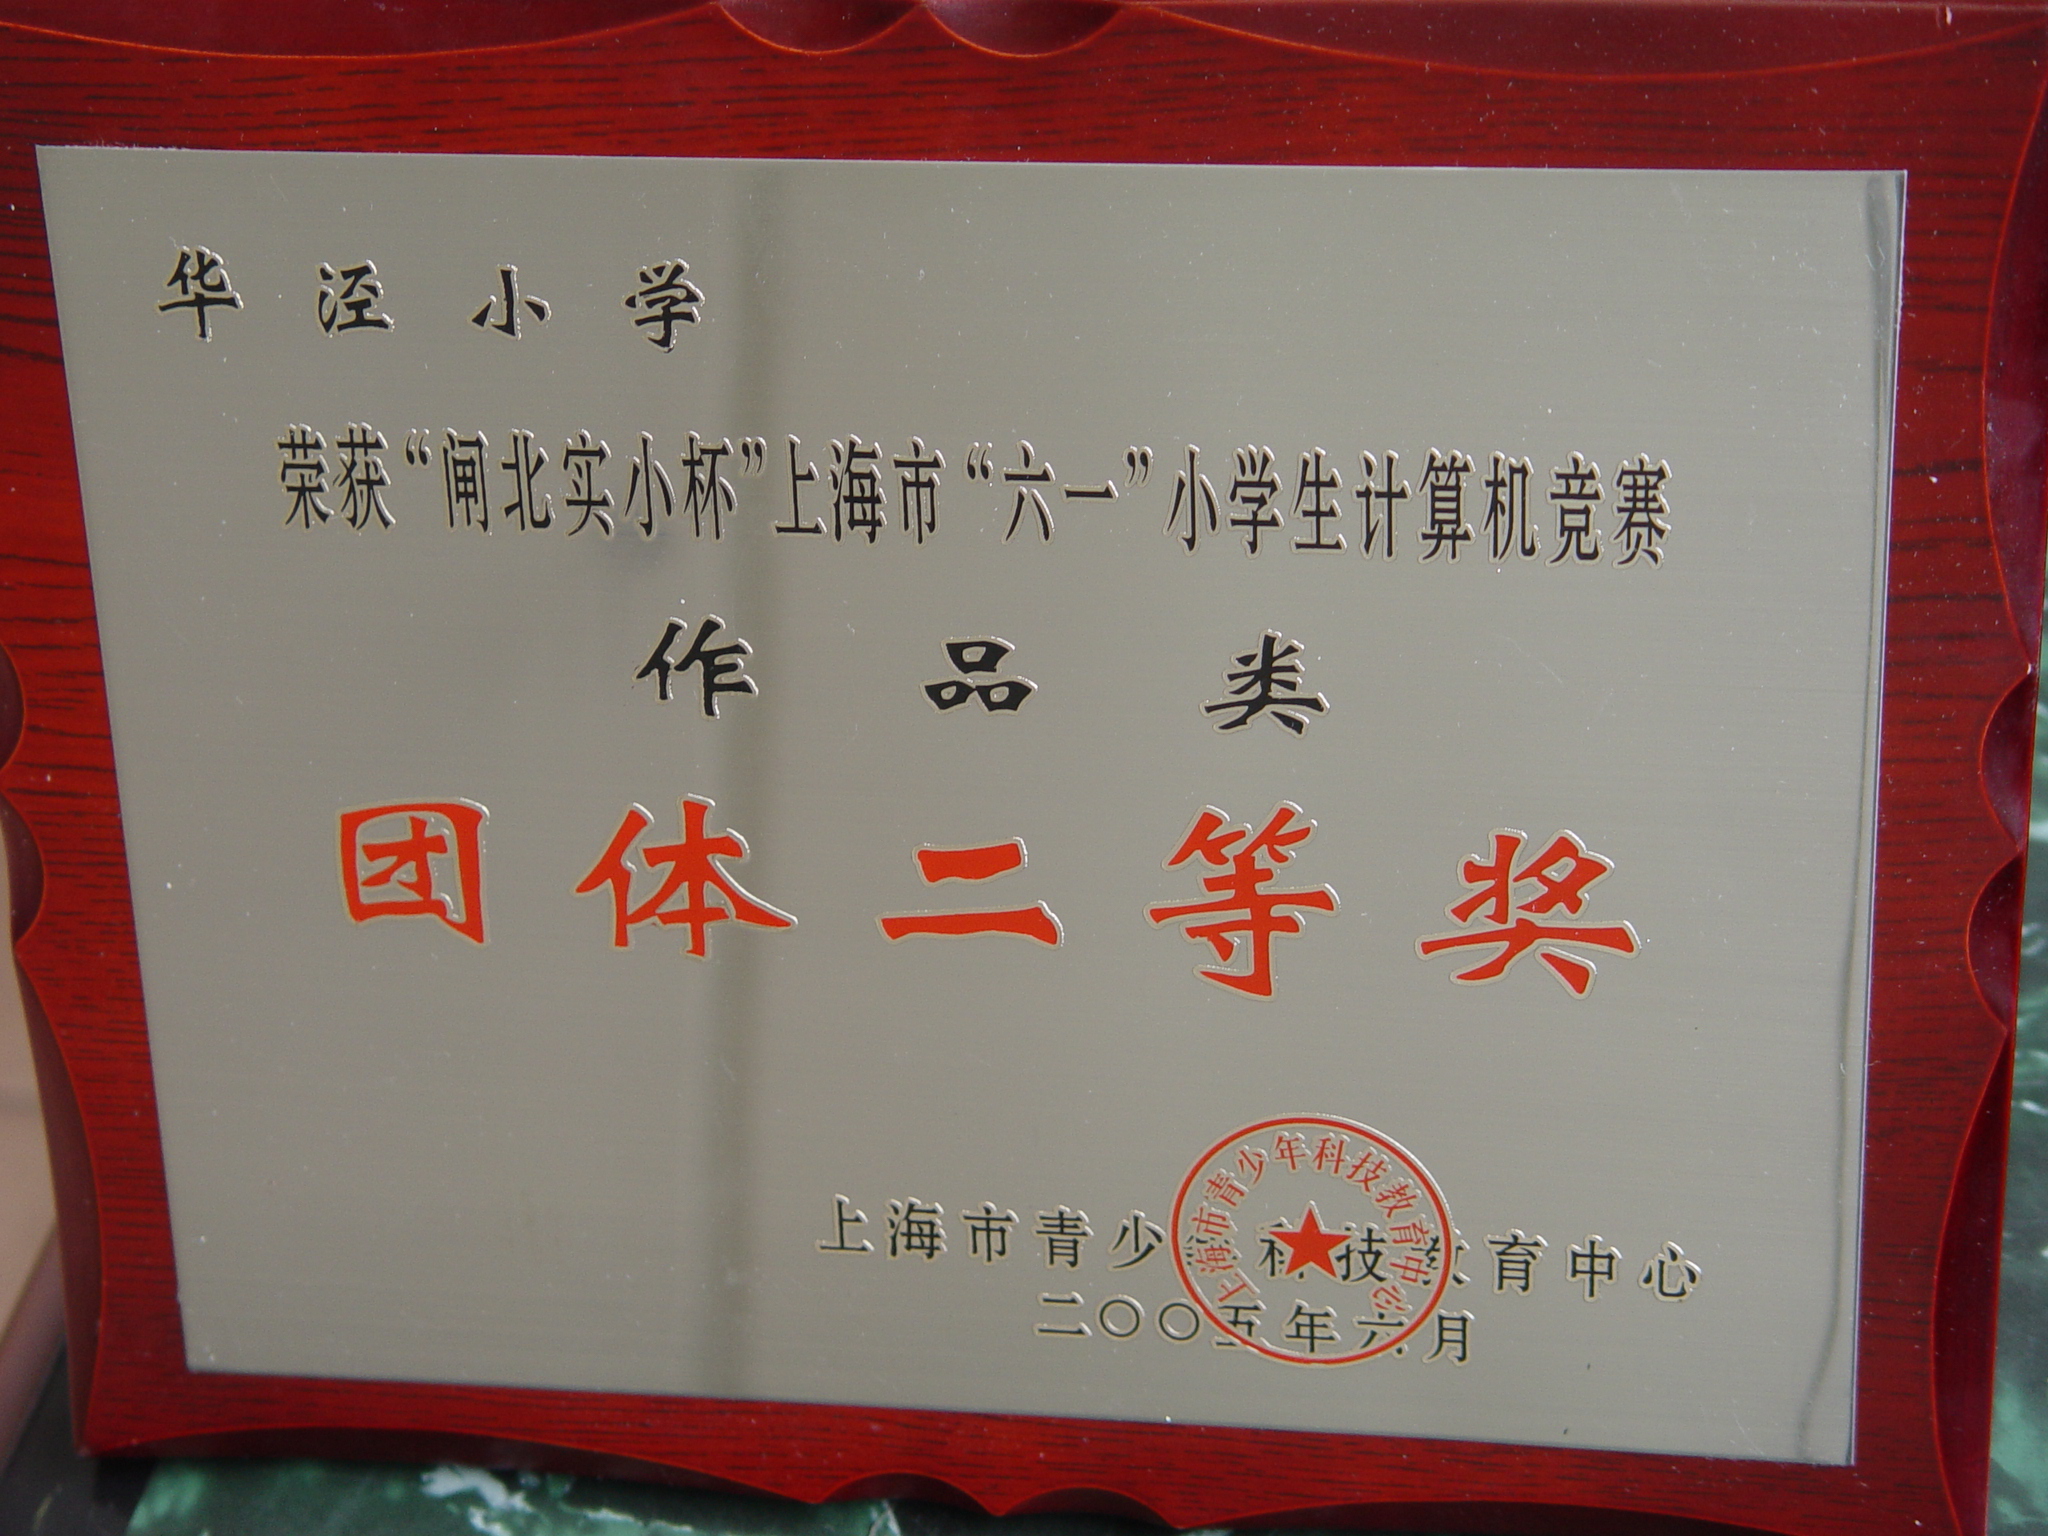 华泾小学
荣获“闸北实小杯”上海市“六一”小学生计算机竞赛
作品类
团体二等奖
上海市青少年科技教育中心
二〇〇五年六月
上海市青少年科技教育中心